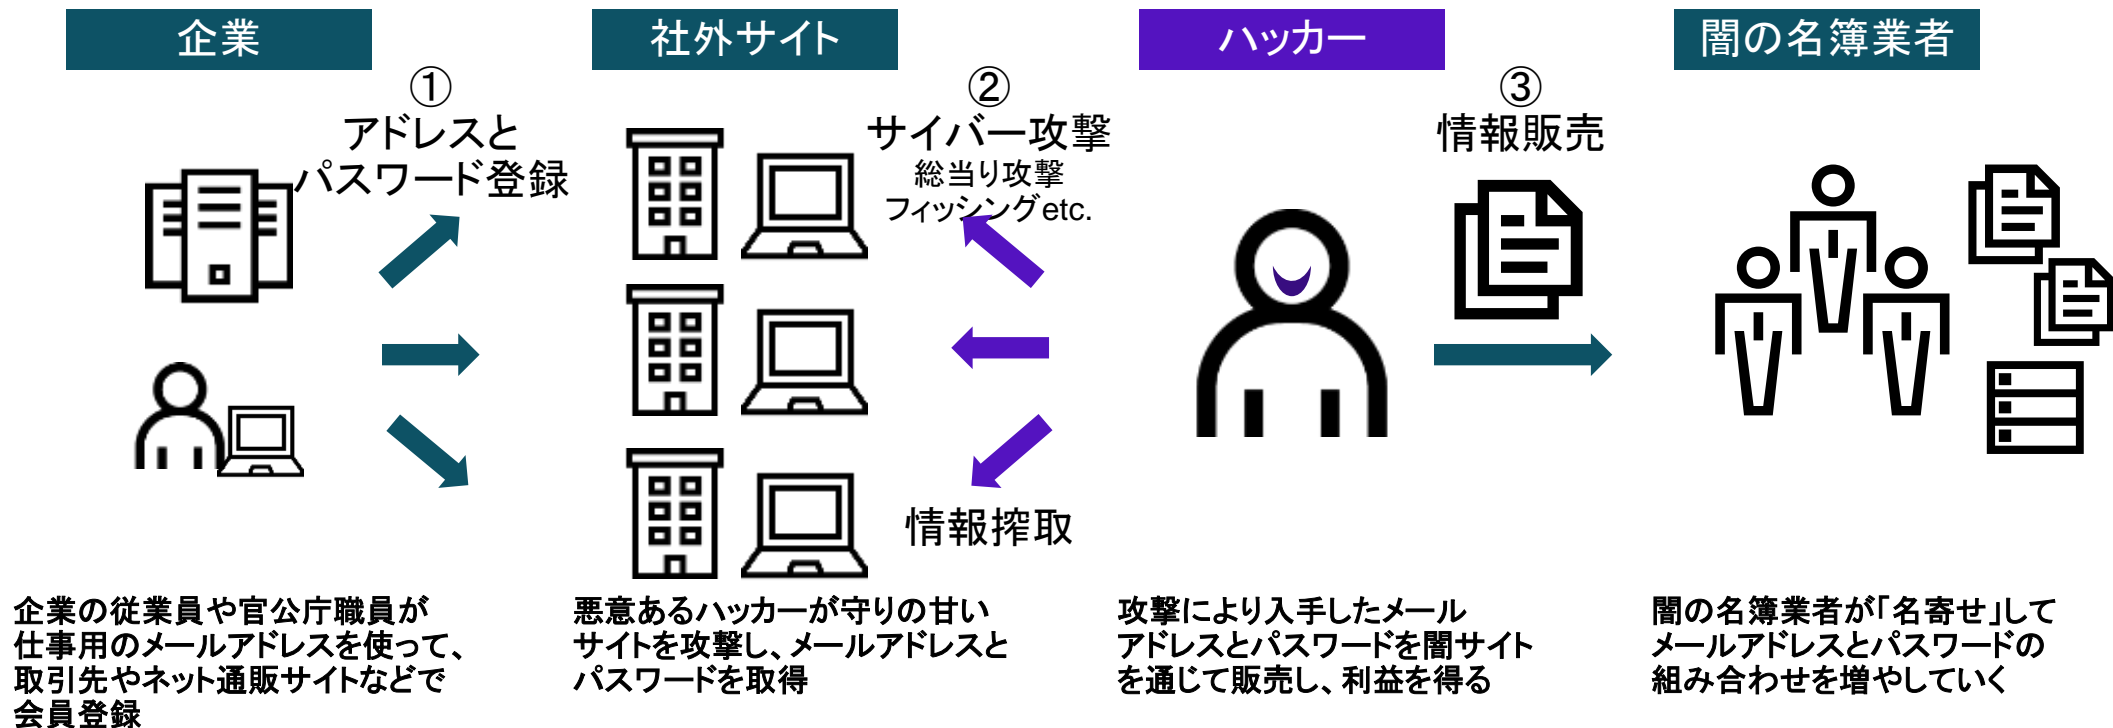 企業
社外サイト
ハッカー
闇の名簿業者
①
アドレスと
パスワード登録
②
サイバー攻撃
総当り攻撃
フィッシングetc.
③
情報販売
情報搾取
企業の従業員や官公庁職員が
仕事用のメールアドレスを使って、
取引先やネット通販サイトなどで
会員登録
悪意あるハッカーが守りの甘い
サイトを攻撃し、メールアドレスと
パスワードを取得
攻撃により入手したメール
アドレスとパスワードを闇サイト
を通じて販売し、利益を得る
闇の名簿業者が「名寄せ」して
メールアドレスとパスワードの
組み合わせを増やしていく